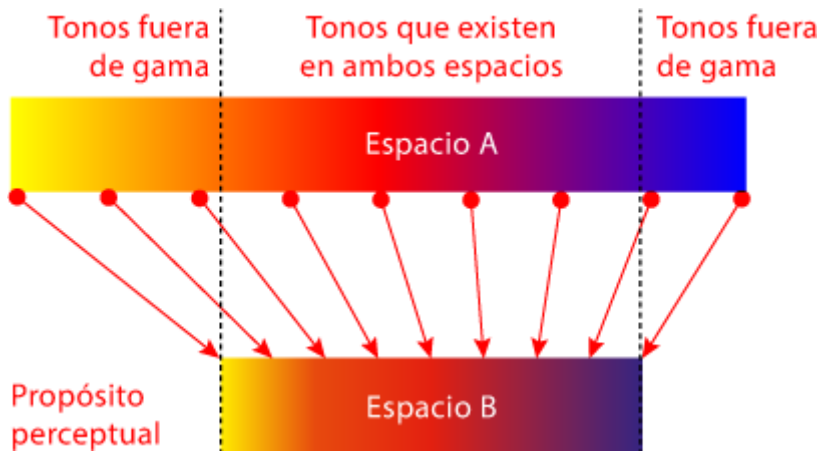 Tonos fuera
de gama
Tonos que existen
en ambos espacios
Tonos fuera
de gama
Espacio A
Propósito
perceptual
Espacio B